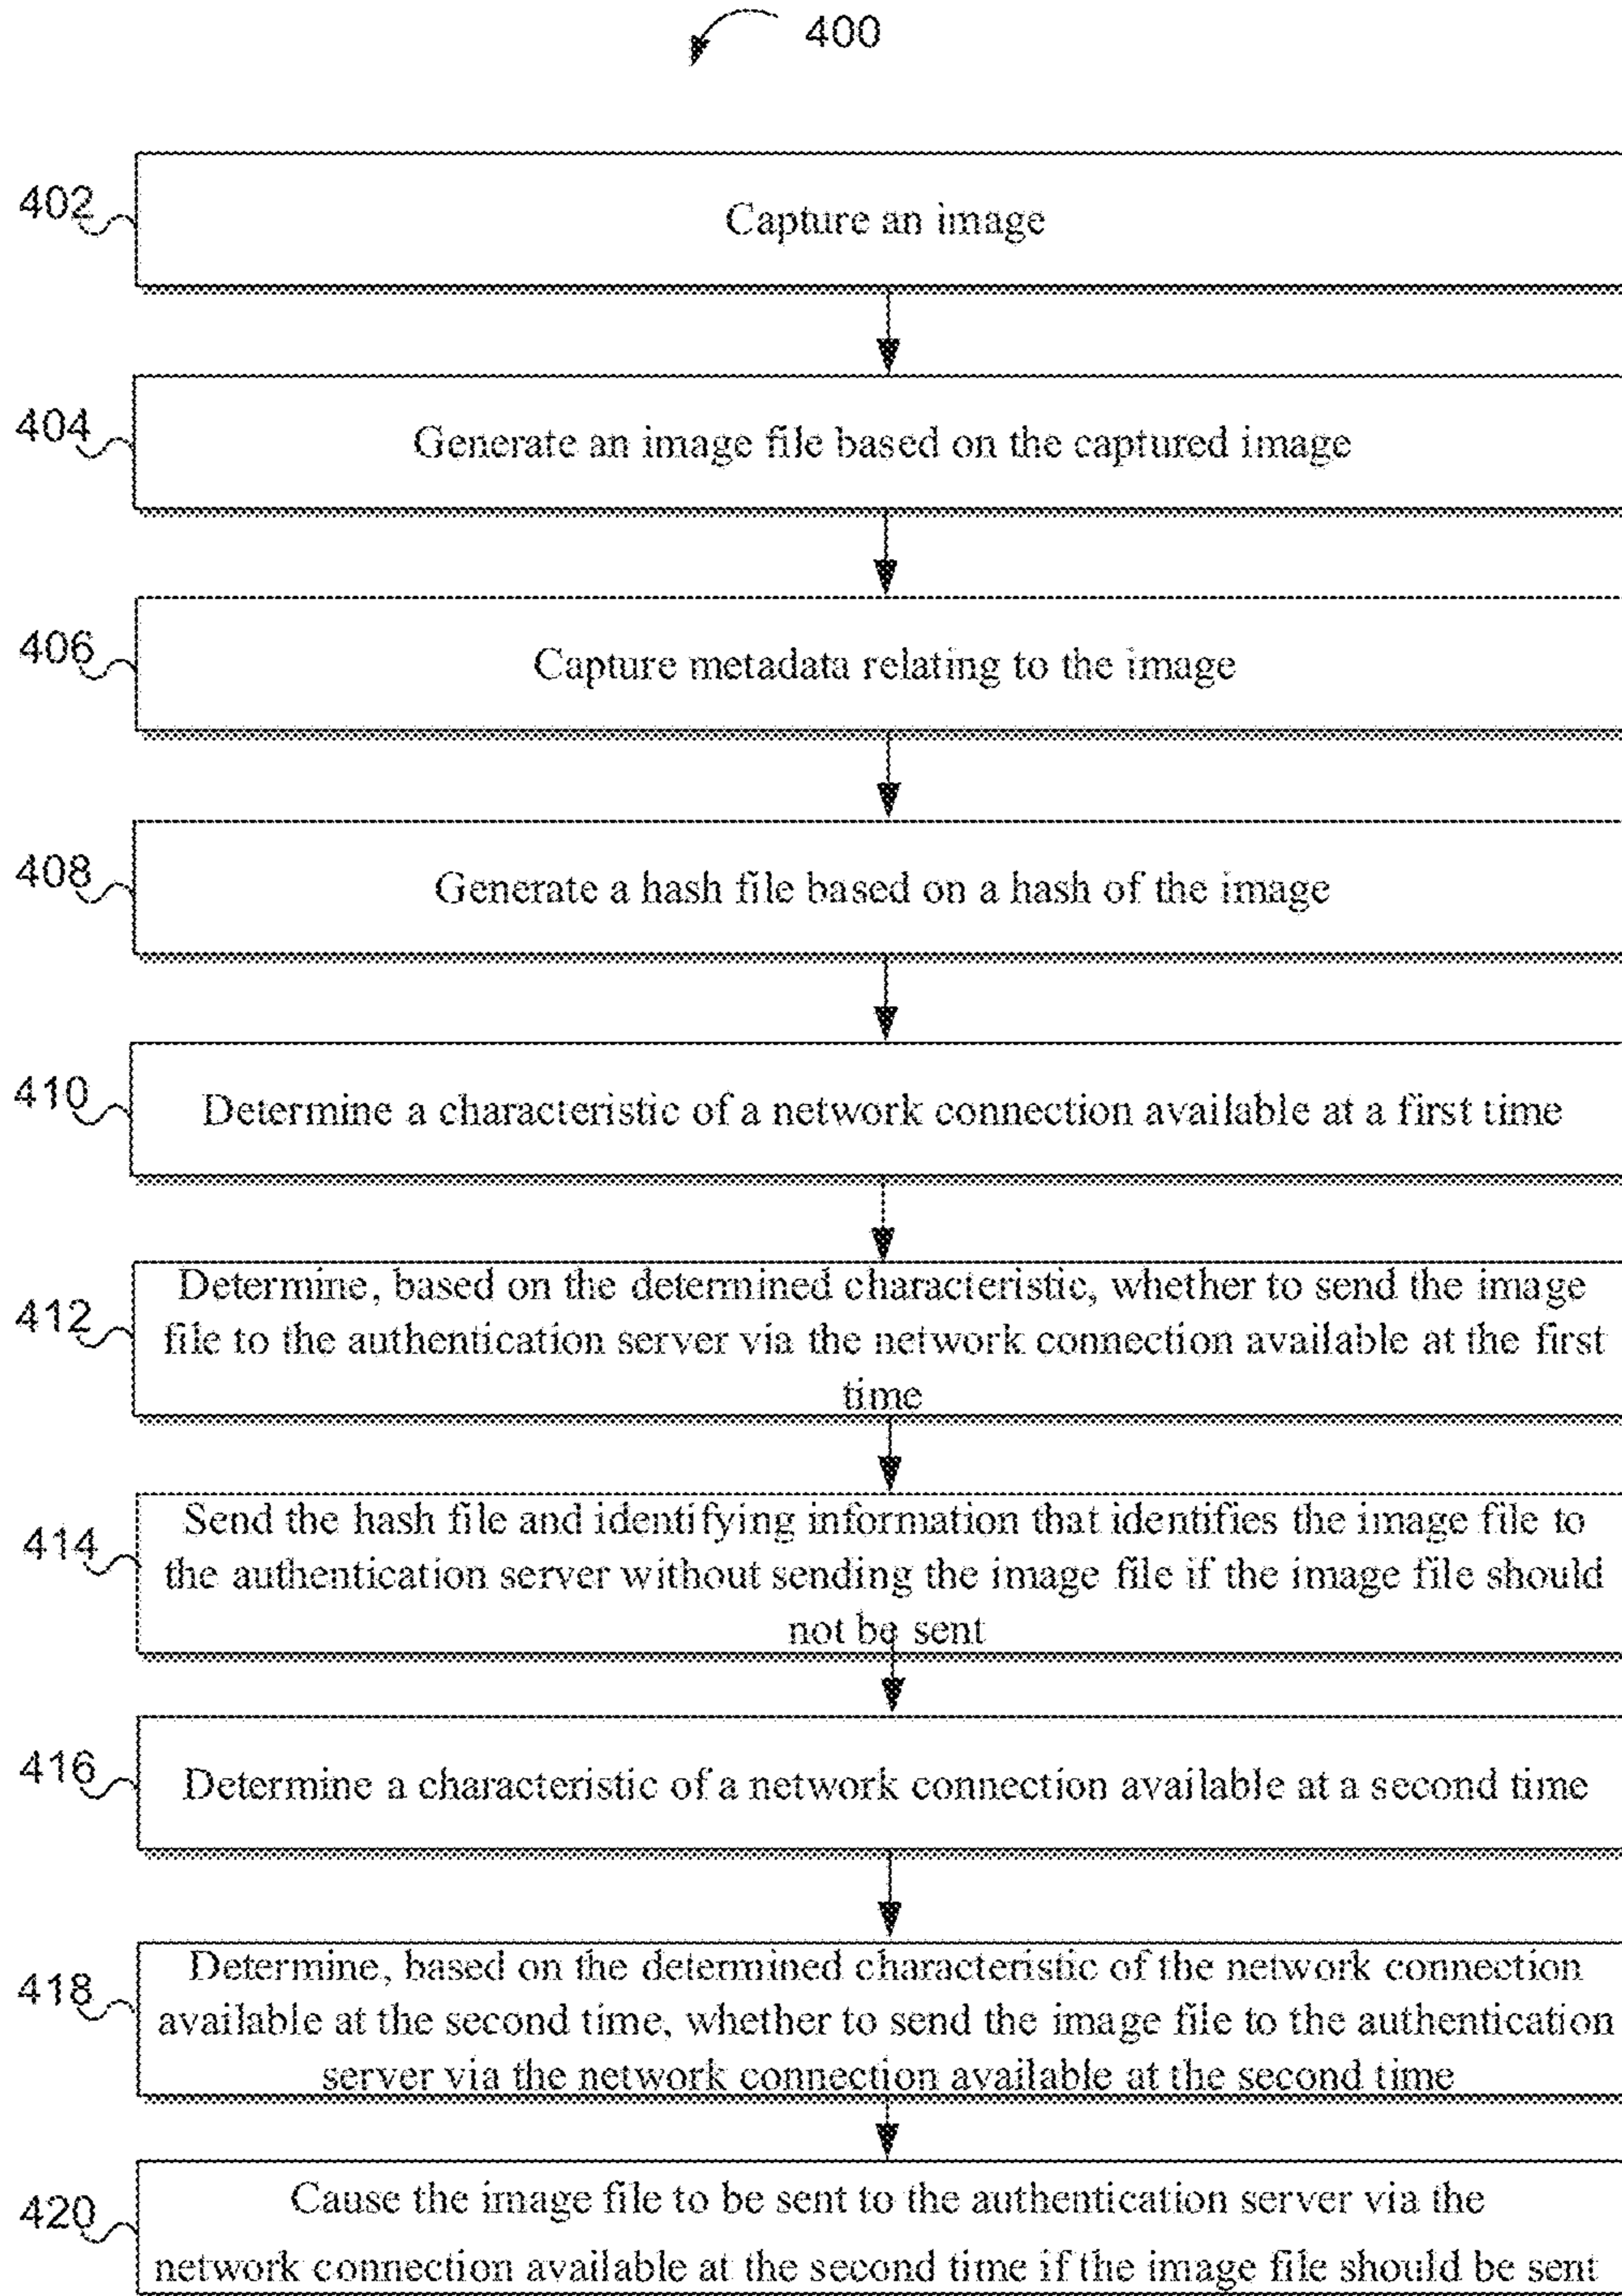 400
402
Capture an image
404
Generate an image file based on the captured image
406
Capture metadata relating to the image
408
Generate a hash file based on a hash of the image
410
Determine a characteristic of a network connection available at a first time
412
Determine, based on the determined characteristic, whether to send the image
file to the authentication server via the network connection available at the first
time
414
Send the hash file and identifying information that identifies the image file to
the authentication server without sending the image file if the image file should
not be sent
416
Determine a characteristic of a network connection available at a second time
418
Determine, based on the determined characteristic of the network connection
available at the second time, whether to send the image file to the authentication
server via the network connection available at the second time
420
Cause the image file to be sent to the authentication server via the
network connection available at the second time if the image file should be sent